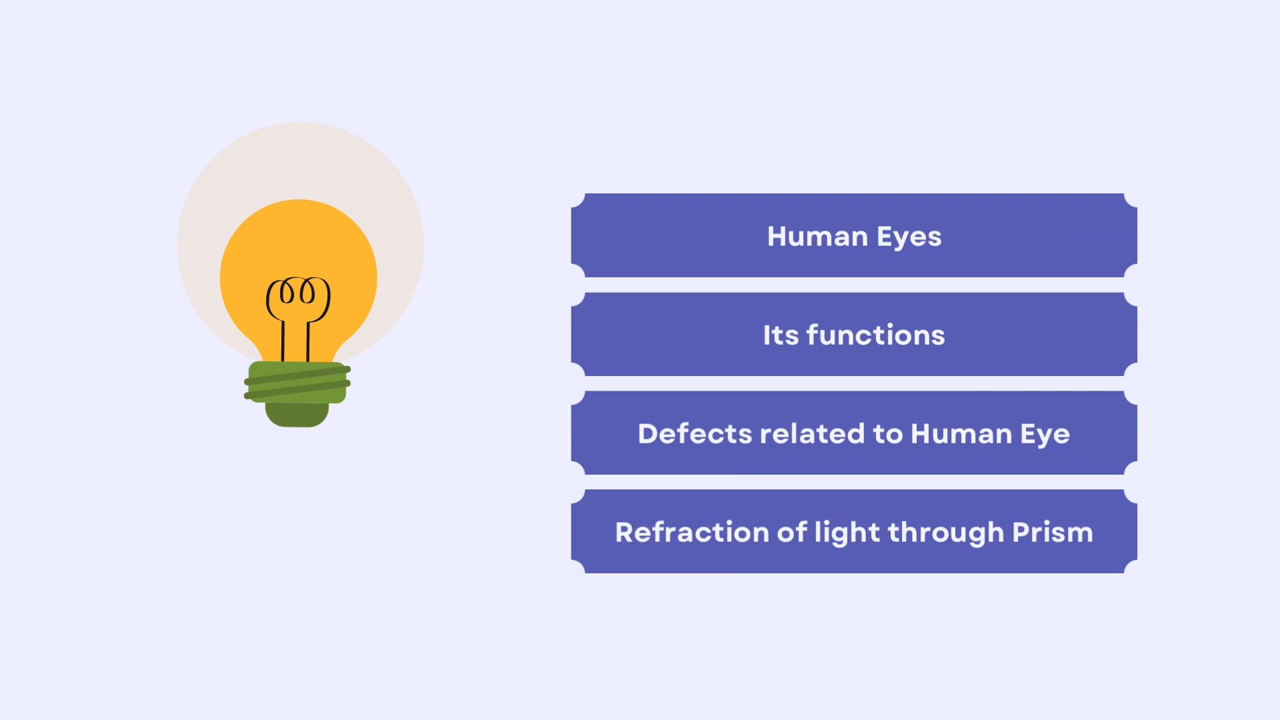 Human Eyes
Its functions
Defects related to Human Eye
Refraction of light through Prism